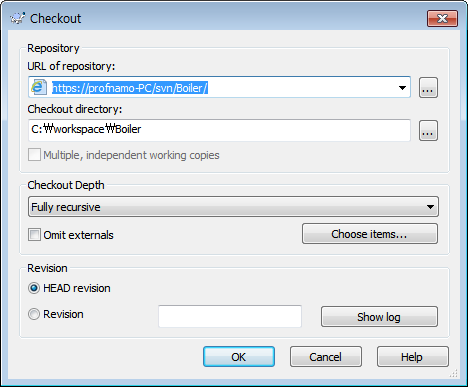 Checkout
Repository
URL of repository:
https://profnamo-PC/svn/Boiler/
...
Checkout directory:
C:₩workspace₩Boiler
...
Multiple, independent working copies
Checkout Depth
Fully recursive
Omit externals
Choose items...
Revision
HEAD revision
Revision
Show log
OK
Cancel
Help